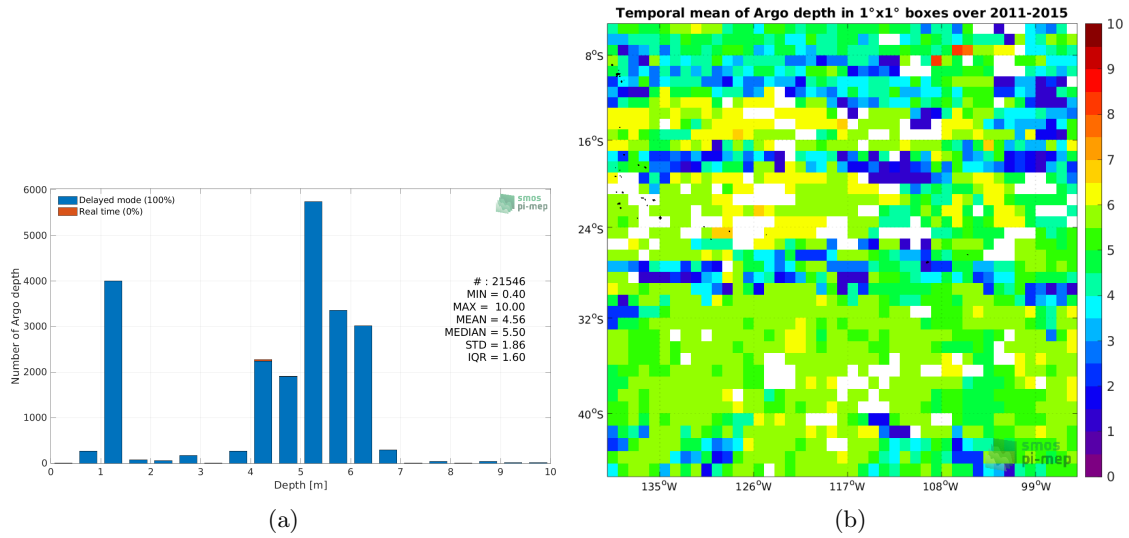 6000
5000
4000
3000
2000
1000
0
Number of Argo depth
Delayed mode (100%)
Real time (0%)
smos
pi-mep
# : 21546
MIN = 0.40
MAX = 10.00
MEAN = 4.56
MEDIAN = 5.50
STD = 1.86
IQR = 1.60
0 1 2 3 4 5 6 7 8 9 10
Depth [m]
(a)
Temporal mean of Argo depth in 1°x1° boxes over 2011-2015
8°S
16°S
24°S
32°S
40°S
135°W 126°W 117°W 108°W 99°W
smos
pi-mep
10
9
8
7
6
5
4
3
2
1
0
(b)